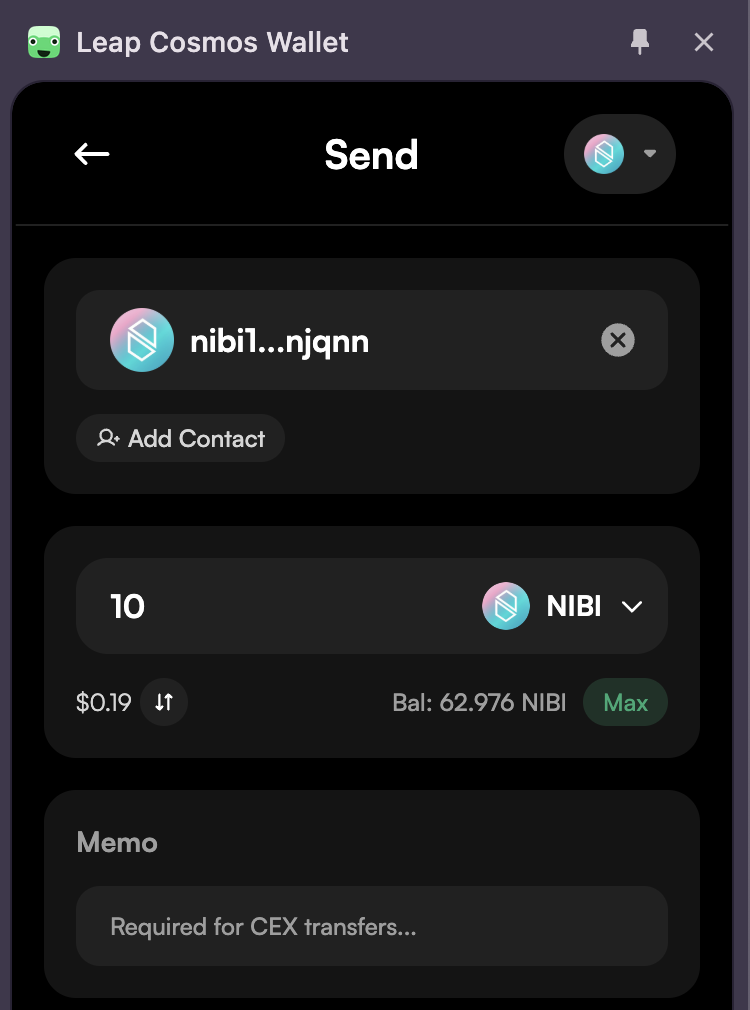 Leap Cosmos Wallet
Send
nibi1...njqnn
Add Contact
10 NIBI
$0.19 Bal: 62.976 NIBI Max
Memo
Required for CEX transfers...